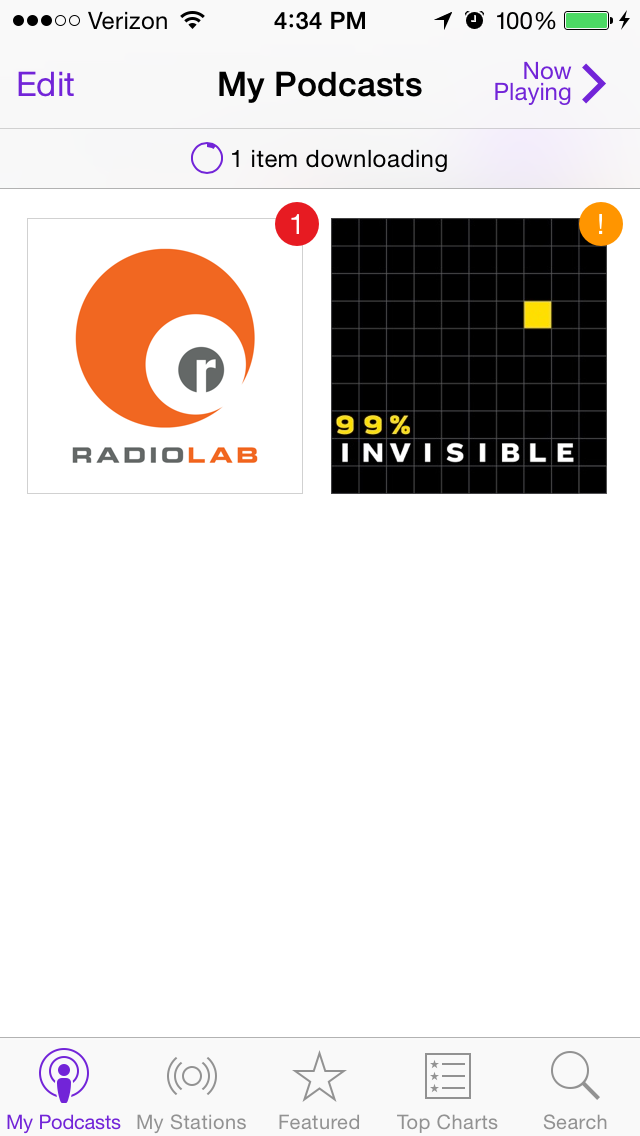 Verizon 4:34 PM 100%
Edit My Podcasts Now Playing
1 item downloading
1 !
r
RADIOLAB
99%
INVISIBLE
My Podcasts My Stations Featured Top Charts Search